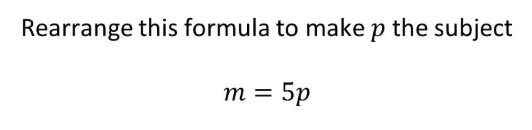 Rearrange this formula to make p the subject
m = 5p